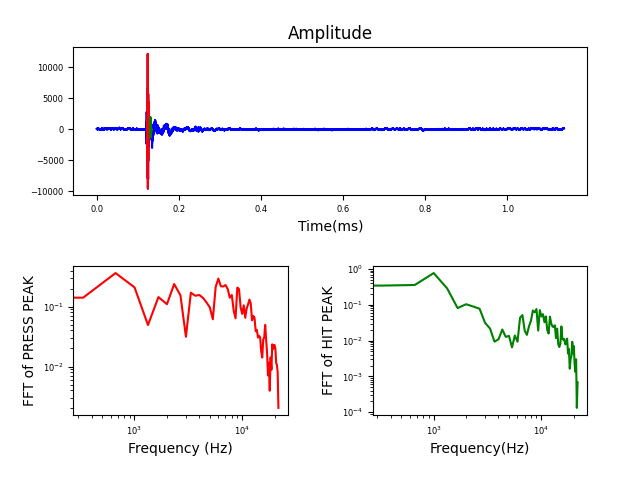 Amplitude
10000
5000
0
−5000
−10000
0.0 0.2 0.4 0.6 0.8 1.0
Time(ms)
FFT of PRESS PEAK
10⁻¹
10⁻²
10³ 10⁴
Frequency (Hz)
FFT of HIT PEAK
10⁰
10⁻¹
10⁻²
10⁻³
10⁻⁴
10³ 10⁴
Frequency(Hz)